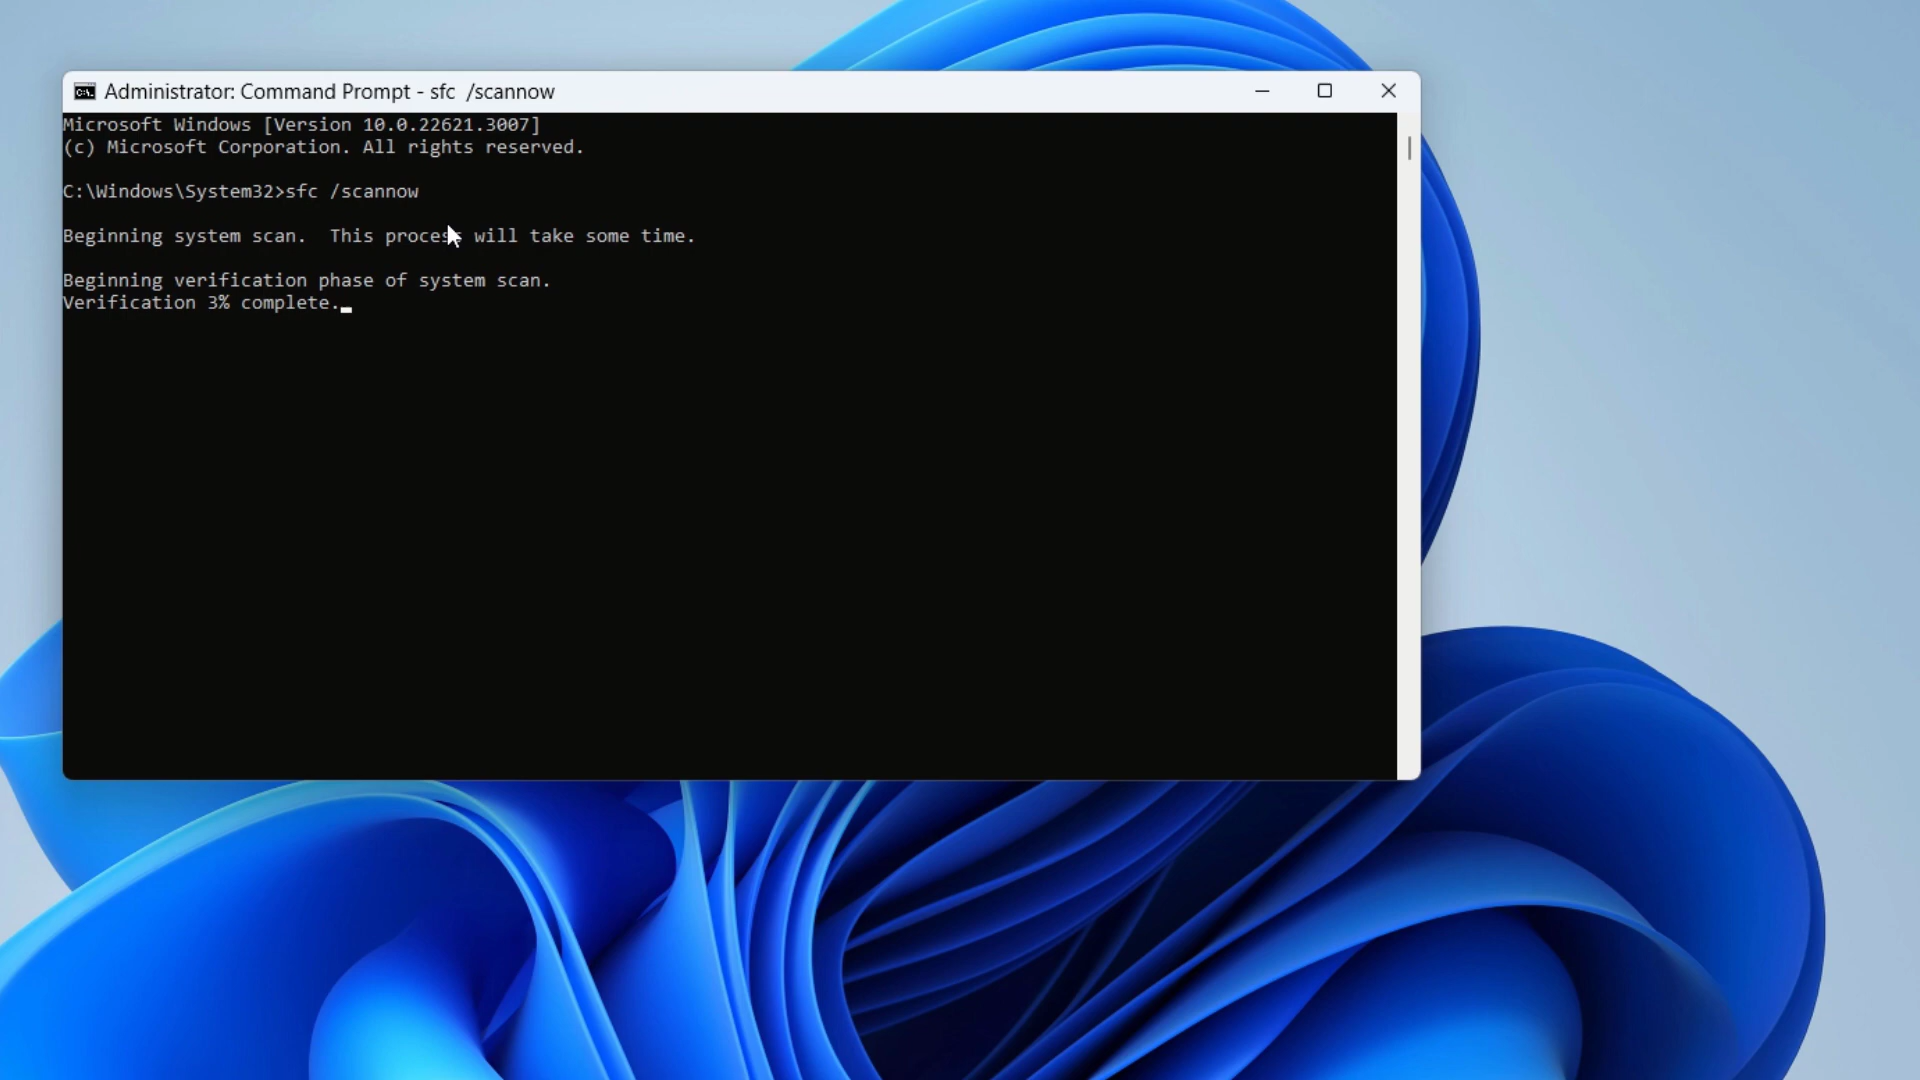 Administrator: Command Prompt - sfc  /scannow
Microsoft Windows [Version 10.0.22621.3007]
(c) Microsoft Corporation. All rights reserved.
C:\Windows\System32>sfc /scannow
Beginning system scan.  This process will take some time.
Beginning verification phase of system scan.
Verification 3% complete.